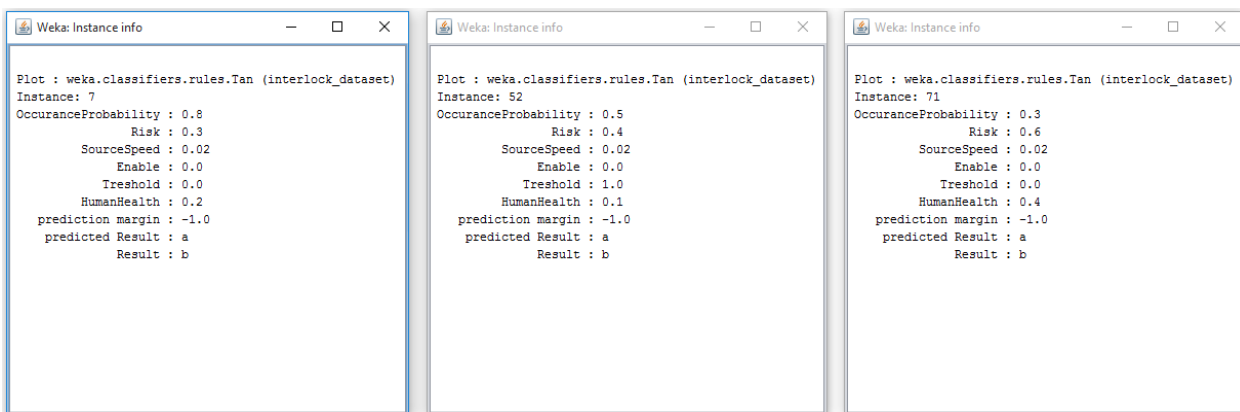 Weka: Instance info
Plot : weka.classifiers.rules.Tan (interlock_dataset)
Instance: 7
OccuranceProbability : 0.8
Risk : 0.3
SourceSpeed : 0.02
Enable : 0.0
Treshold : 0.0
HumanHealth : 0.2
prediction margin : -1.0
predicted Result : a
Result : b
Weka: Instance info
Plot : weka.classifiers.rules.Tan (interlock_dataset)
Instance: 52
OccuranceProbability : 0.5
Risk : 0.4
SourceSpeed : 0.02
Enable : 0.0
Treshold : 1.0
HumanHealth : 0.1
prediction margin : -1.0
predicted Result : a
Result : b
Weka: Instance info
Plot : weka.classifiers.rules.Tan (interlock_dataset)
Instance: 71
OccuranceProbability : 0.3
Risk : 0.6
SourceSpeed : 0.02
Enable : 0.0
Treshold : 0.0
HumanHealth : 0.4
prediction margin : -1.0
predicted Result : a
Result : b